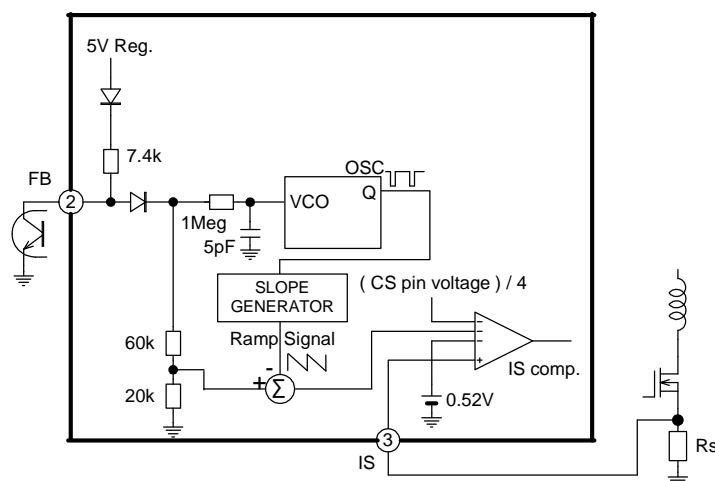 5V Reg.
7.4k
FB
2
1Meg
5pF
OSC
VCO
Q
SLOPE
GENERATOR
( CS pin voltage ) / 4
60k
Ramp Signal
-
+
Σ
20k
−
−
−
+
IS comp.
0.52V
3
IS
Rs